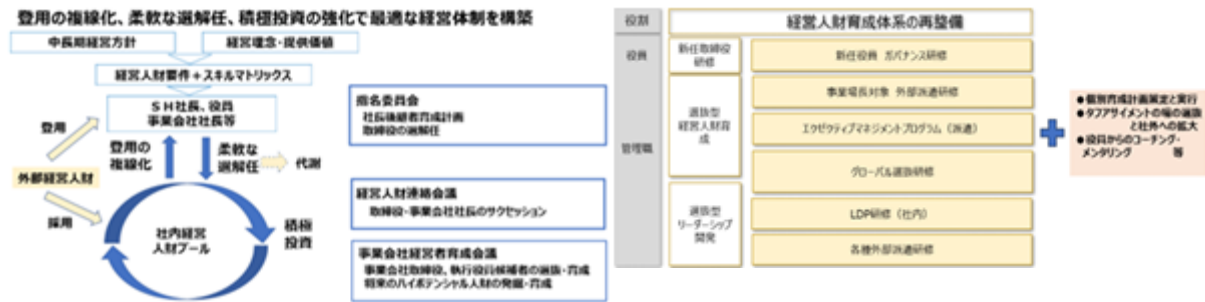 登用の複線化、柔軟な選解任、積極投資の強化で最適な経営体制を構築
中長期経営方針
経営理念・提供価値
経営人財要件+スキルマトリックス
SH社長、役員
事業会社社長等
登用
登用の
複線化
柔軟な
選解任
外部経営人財
採用
社内経営
人財プール
積極
投資
指名委員会
社長後継者育成計画
取締役の選解任
経営人財連絡会議
取締役・事業会社社長のサクセッション
事業会社経営者育成会議
事業会社取締役、執行役員候補者の選抜・育成
将来のハイポテンシャル人財の発掘・育成
役割
経営人財育成体系の再整備
役員
管理職
新任取締役
研修
選抜型
経営人財育
成
選抜型
リーダーシップ
開発
新任役員 ガバナンス研修
事業場長対象 外部派遣研修
エクゼクティブマネジメントプログラム(派遣)
グローバル選抜研修
LDP研修(社内)
各種外部派遣研修
●個別育成計画策定と実行
●タフアサイメントの場の選抜
と社外への拡大
●役員からのコーチング・
メンタリング 等